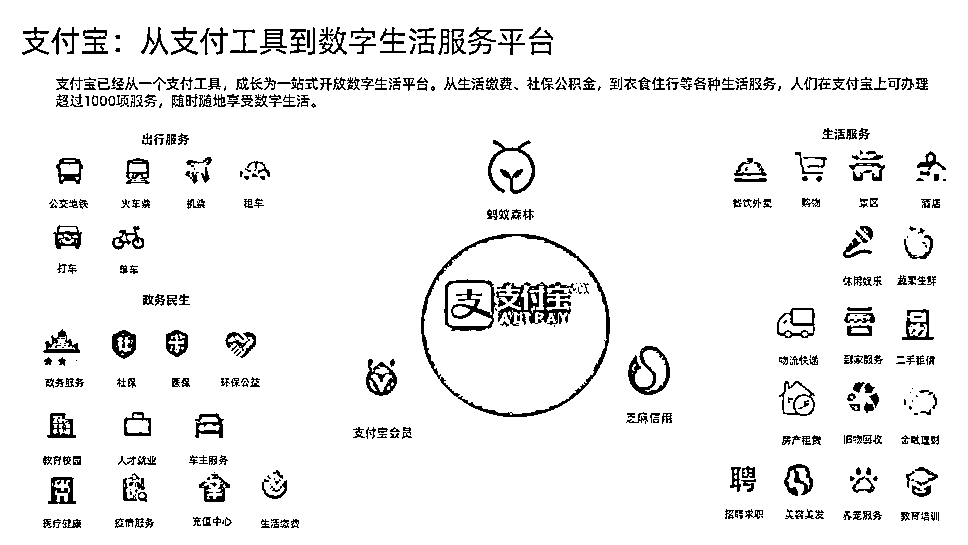 支付宝：从支付工具到数字生活服务平台
支付宝已经从一个支付工具，成长为一站式开放数字生活平台。从生活缴费、社保公积金，到衣食住行等各种生活服务，人们在支付宝上可办理
超过1000项服务，随时随地享受数字生活。
出行服务
公交地铁 火车票 机票 租车
打车 单车
政务民生
政务服务 社保 医保 环保公益
教育校园 人才就业 车主服务
医疗健康 疫情服务 充值中心 生活缴费
蚂蚁森林
支 支付宝
ALIPAY
支付宝会员
芝麻信用
生活服务
餐饮外卖 购物 景区 酒店
休闲娱乐 蔬果生鲜
物流快递 到家服务 二手租借
房产租赁 旧物回收 金融理财
聘
招聘求职 美容美发 养宠服务 教育培训